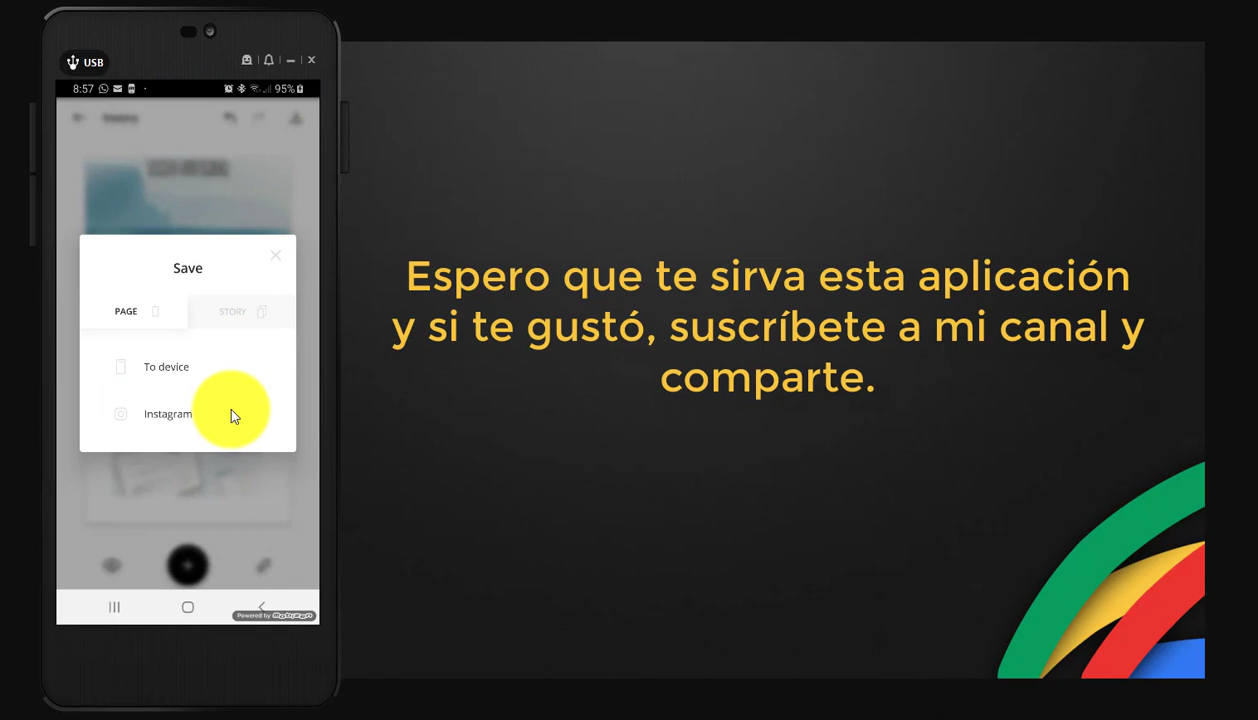 USB
8:57
95%
Save
PAGE
STORY
To device
Instagram
Powered by
Espero que te sirva esta aplicación
y si te gustó, suscríbete a mi canal y
comparte.